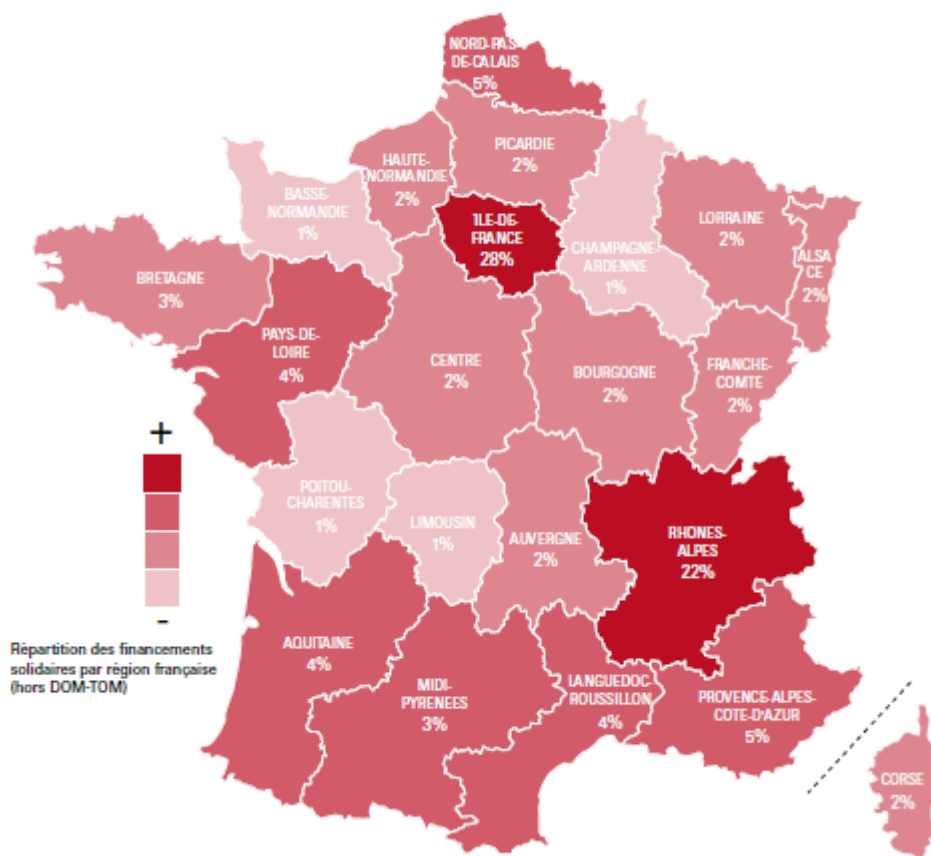 NORD-PAS-
DE-CALAIS
5%
PICARDIE
2%
HAUTE-
NORMANDIE
2%
BASSE-
NORMANDIE
1%
ILE-DE-
FRANCE
28%
CHAMPAGNE-
ARDENNE
1%
LORRAINE
2%
ALSA
CE
2%
BRETAGNE
3%
PAYS-DE-
LOIRE
4%
CENTRE
2%
BOURGOGNE
2%
FRANCHE-
COMTE
2%
+
-
POITOU-
CHARENTES
1%
LIMOUSIN
1%
AUVERGNE
2%
RHONES-
ALPES
22%
Répartition des financements
solidaires par région française
(hors DOM-TOM)
AQUITAINE
4%
MIDI-
PYRENEES
3%
LANGUEDOC-
ROUSSILLON
4%
PROVENCE-ALPES-
COTE-D'AZUR
5%
CORSE
2%